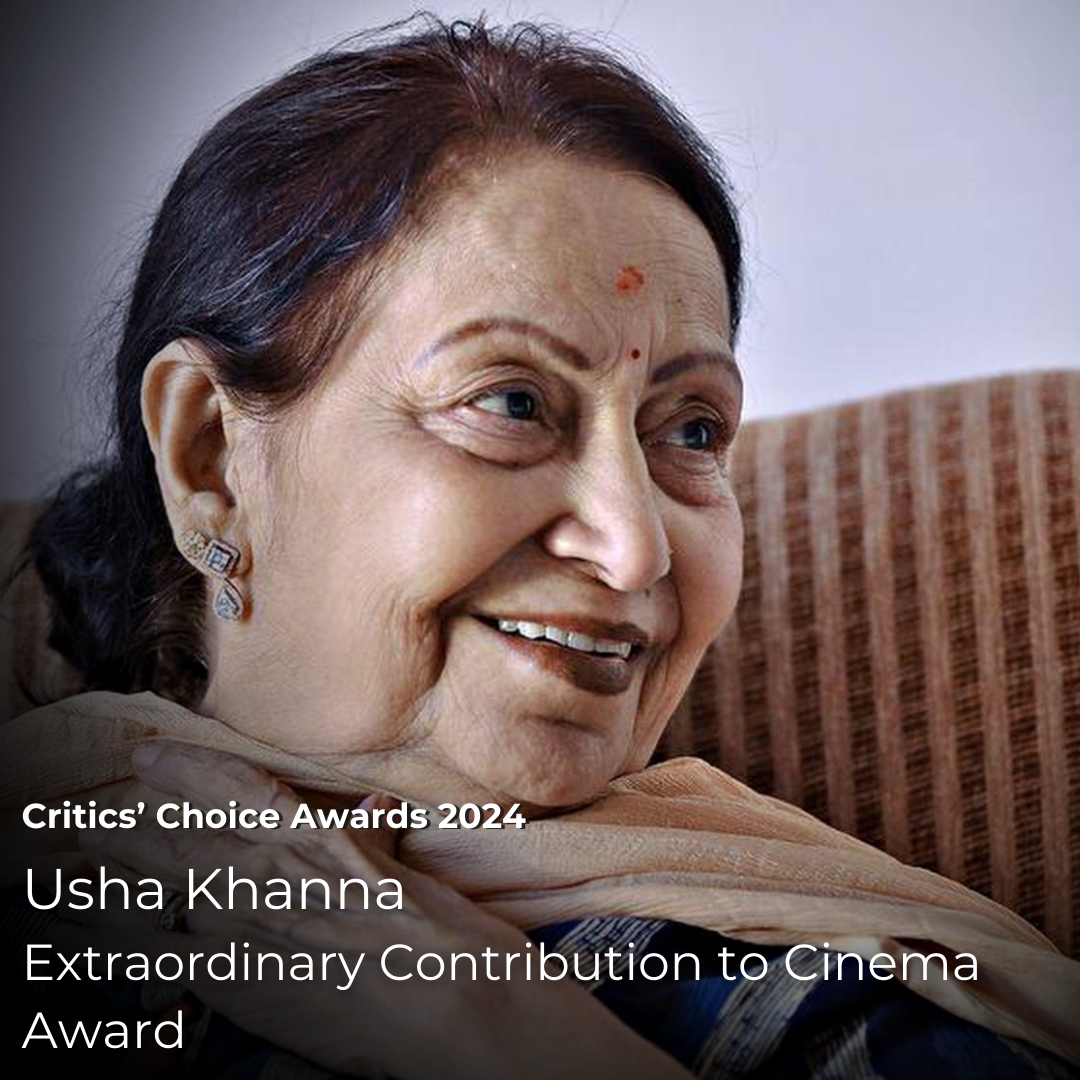 Critics’ Choice Awards 2024
Usha Khanna
Extraordinary Contribution to Cinema
Award